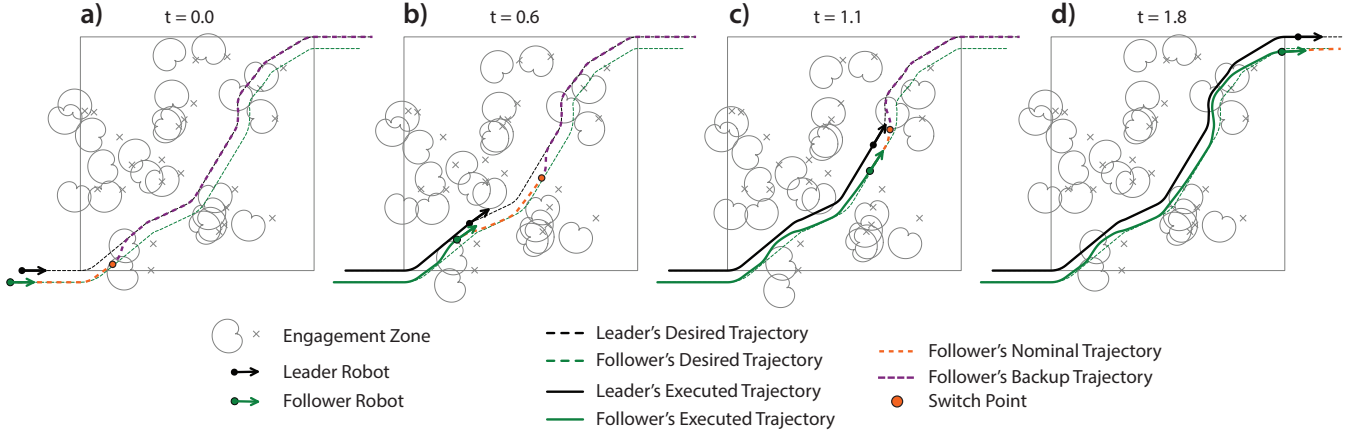 a) t = 0.0
b) t = 0.6
c) t = 1.1
d) t = 1.8
Engagement Zone
Leader Robot
Follower Robot
Leader's Desired Trajectory
Follower's Desired Trajectory
Leader's Executed Trajectory
Follower's Executed Trajectory
Follower's Nominal Trajectory
Follower's Backup Trajectory
Switch Point